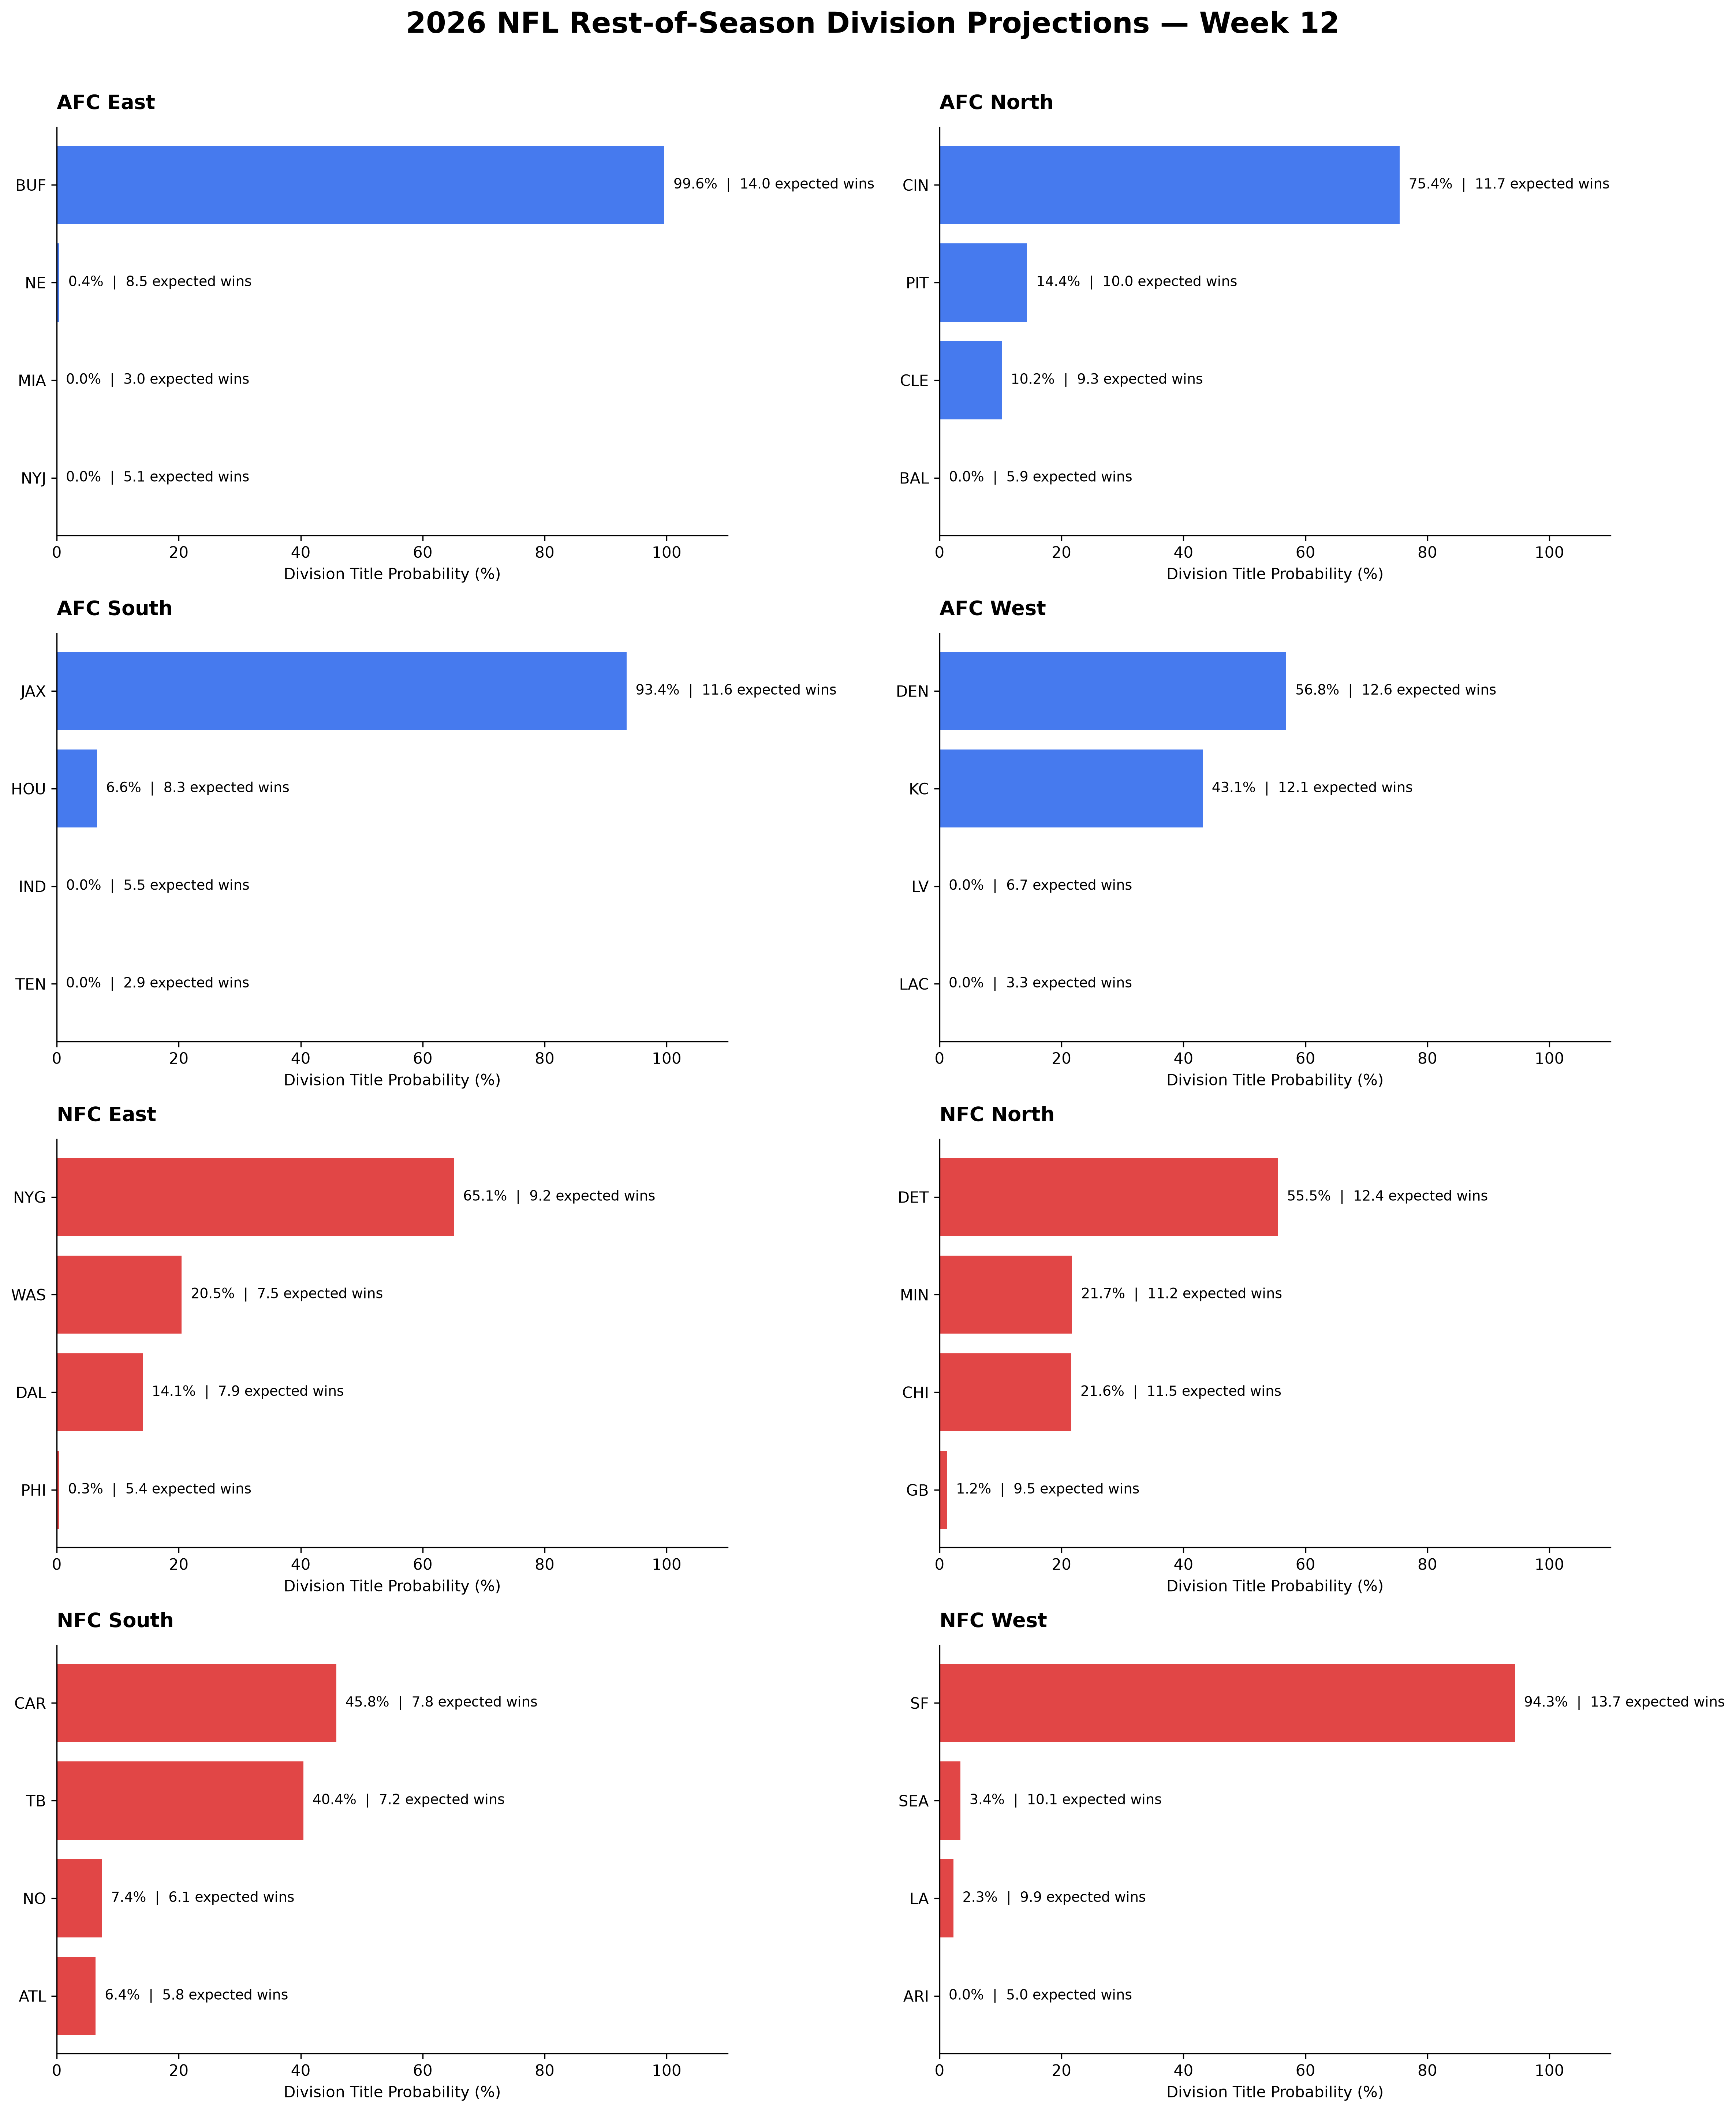 2026 NFL Rest-of-Season Division Projections — Week 12
AFC East
BUF
99.6% | 14.0 expected wins
NE
0.4% | 8.5 expected wins
MIA
0.0% | 3.0 expected wins
NYJ
0.0% | 5.1 expected wins
0 20 40 60 80 100
Division Title Probability (%)
AFC North
CIN
75.4% | 11.7 expected wins
PIT
14.4% | 10.0 expected wins
CLE
10.2% | 9.3 expected wins
BAL
0.0% | 5.9 expected wins
0 20 40 60 80 100
Division Title Probability (%)
AFC South
JAX
93.4% | 11.6 expected wins
HOU
6.6% | 8.3 expected wins
IND
0.0% | 5.5 expected wins
TEN
0.0% | 2.9 expected wins
0 20 40 60 80 100
Division Title Probability (%)
AFC West
DEN
56.8% | 12.6 expected wins
KC
43.1% | 12.1 expected wins
LV
0.0% | 6.7 expected wins
LAC
0.0% | 3.3 expected wins
0 20 40 60 80 100
Division Title Probability (%)
NFC East
NYG
65.1% | 9.2 expected wins
WAS
20.5% | 7.5 expected wins
DAL
14.1% | 7.9 expected wins
PHI
0.3% | 5.4 expected wins
0 20 40 60 80 100
Division Title Probability (%)
NFC North
DET
55.5% | 12.4 expected wins
MIN
21.7% | 11.2 expected wins
CHI
21.6% | 11.5 expected wins
GB
1.2% | 9.5 expected wins
0 20 40 60 80 100
Division Title Probability (%)
NFC South
CAR
45.8% | 7.8 expected wins
TB
40.4% | 7.2 expected wins
NO
7.4% | 6.1 expected wins
ATL
6.4% | 5.8 expected wins
0 20 40 60 80 100
Division Title Probability (%)
NFC West
SF
94.3% | 13.7 expected wins
SEA
3.4% | 10.1 expected wins
LA
2.3% | 9.9 expected wins
ARI
0.0% | 5.0 expected wins
0 20 40 60 80 100
Division Title Probability (%)